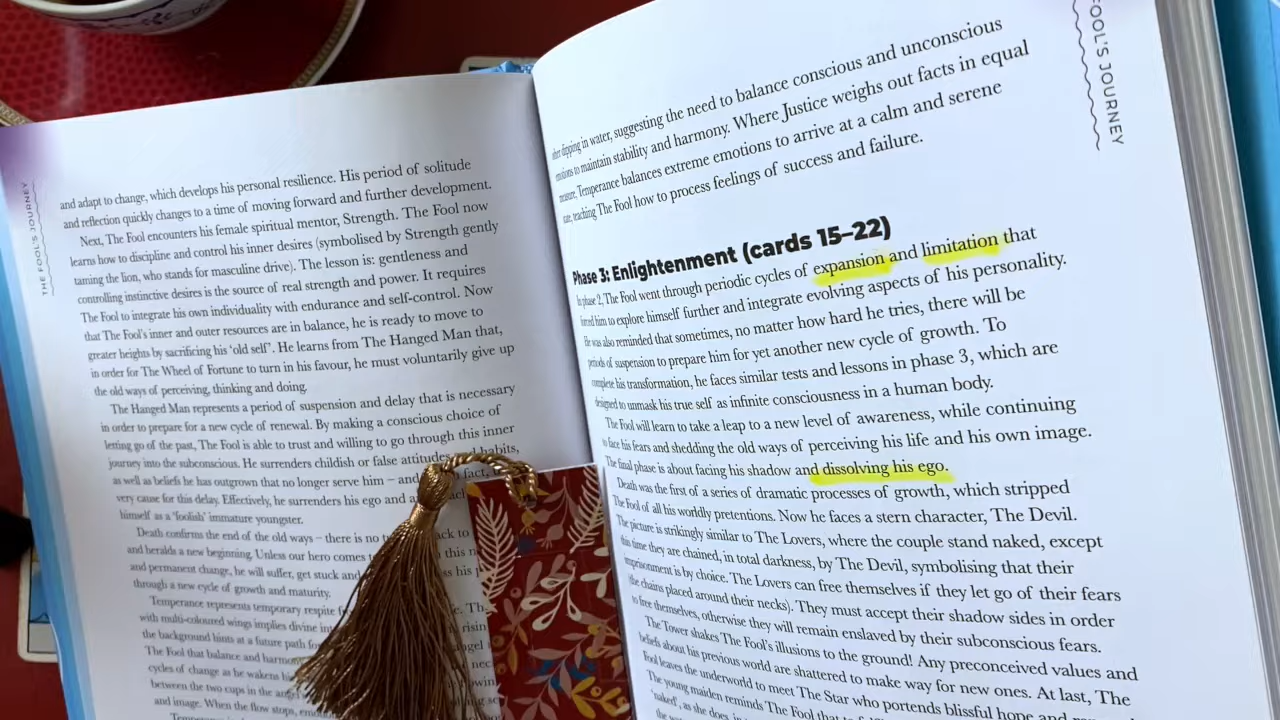 THE FOOL'S JOURNEY
and adapt to change, which develops his personal resilience. His period of solitude
and reflection quickly changes to a time of moving forward and further development.
Next, The Fool encounters his female spiritual mentor, Strength. The Fool now
learns how to discipline and control his inner desires (symbolised by Strength gently
taming the lion, who stands for masculine drive). The lesson is: gentleness and
controlling instinctive desires is the source of real strength and power. It requires
The Fool to integrate his own individuality with endurance and self-control. Now
that The Fool's inner and outer resources are in balance, he is ready to move to
greater heights by sacrificing his 'old self'. He learns from The Hanged Man that,
in order for The Wheel of Fortune to turn in his favour, he must voluntarily give up
the old ways of perceiving, thinking and doing.
The Hanged Man represents a period of suspension and delay that is necessary
in order to prepare for a new cycle of renewal. By making a conscious choice of
letting go of the past, The Fool is able to trust and willing to go through this inner
journey into the subconscious. He surrenders childish or false attitudes and habits,
as well as beliefs he has outgrown that no longer serve him – and in fact,
very cause for this delay. Effectively, he surrenders his ego and
himself as a 'foolish' immature youngster.
Death confirms the end of the old ways – there is no
and heralds a new beginning. Unless our hero comes
and permanent change, he will suffer, get stuck and
through a new cycle of growth and maturity.
Temperance represents temporary respite
with multi-coloured wings implies divine
the background hints at a future path
The Fool that balance and
cycles of change as he wakens
between the two cups in the
and image. When the flow stops,
FOOL'S JOURNEY
after dipping in water, suggesting the need to balance conscious and unconscious
emotions to maintain stability and harmony. Where Justice weighs out facts in equal
measure, Temperance balances extreme emotions to arrive at a calm and serene
state, teaching The Fool how to process feelings of success and failure.
Phase 3: Enlightenment (cards 15–22)
In phase 2, The Fool went through periodic cycles of expansion and limitation that
forced him to explore himself further and integrate evolving aspects of his personality.
He was also reminded that sometimes, no matter how hard he tries, there will be
periods of suspension to prepare him for yet another new cycle of growth. To
complete his transformation, he faces similar tests and lessons in phase 3, which are
designed to unmask his true self as infinite consciousness in a human body.
The Fool will learn to take a leap to a new level of awareness, while continuing
to face his fears and shedding the old ways of perceiving his life and his own image.
The final phase is about facing his shadow and dissolving his ego.
Death was the first of a series of dramatic processes of growth, which stripped
The Fool of all his worldly pretentions. Now he faces a stern character, The Devil.
The picture is strikingly similar to The Lovers, where the couple stand naked, except
this time they are chained, in total darkness, by The Devil, symbolising that their
imprisonment is by choice. The Lovers can free themselves if they let go of their fears
(the chains placed around their necks). They must accept their shadow sides in order
to free themselves, otherwise they will remain enslaved by their subconscious fears.
The Tower shakes The Fool's illusions to the ground! Any preconceived values and
beliefs about his previous world are shattered to make way for new ones. At last, The
Fool leaves the underworld to meet The Star who portends blissful hope and
The young maiden reminds The Fool that
'naked', as she does,